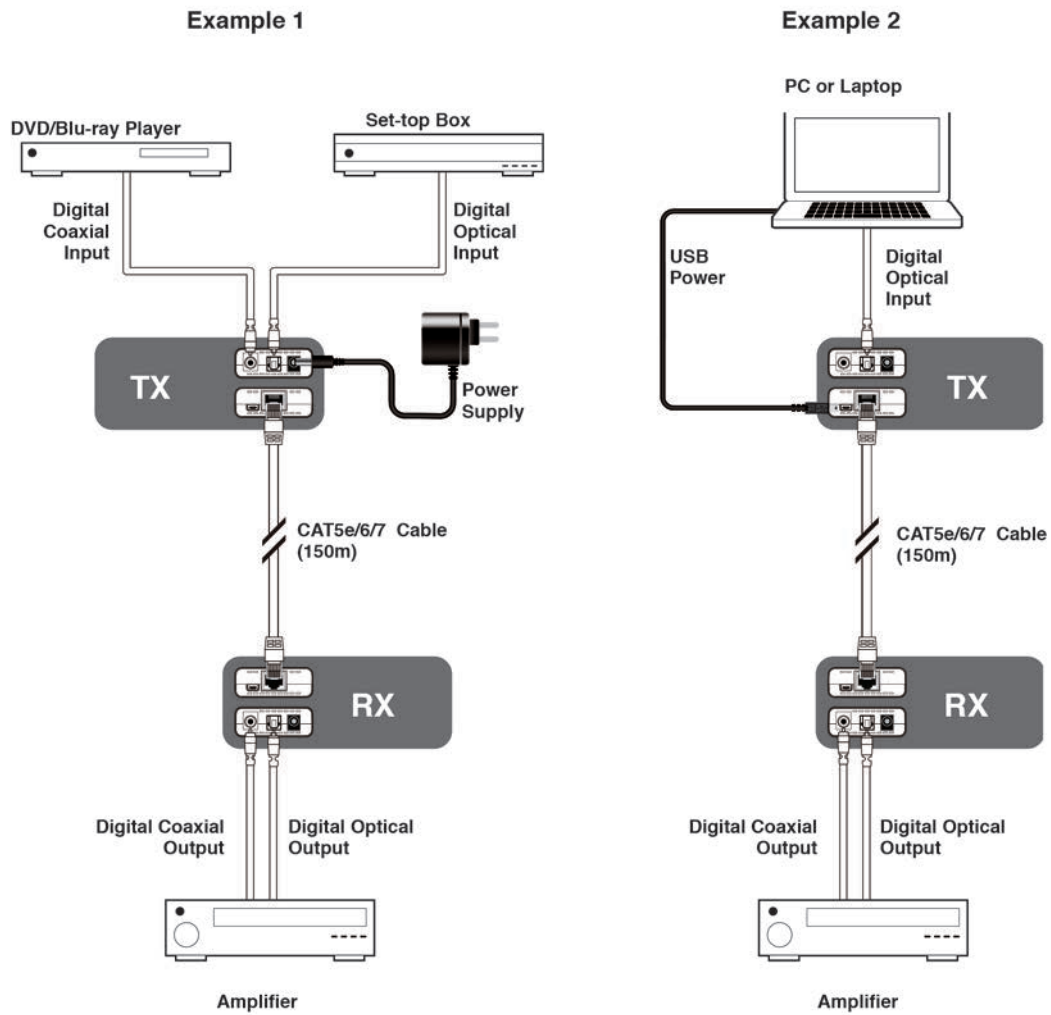 Example 1
DVD/Blu-ray Player
Set-top Box
Digital
Coaxial
Input
Digital
Optical
Input
TX
Power
Supply
CAT5e/6/7 Cable
(150m)
RX
Digital Coaxial
Output
Digital Optical
Output
Amplifier
Example 2
PC or Laptop
USB
Power
Digital
Optical
Input
TX
CAT5e/6/7 Cable
(150m)
RX
Digital Coaxial
Output
Digital Optical
Output
Amplifier